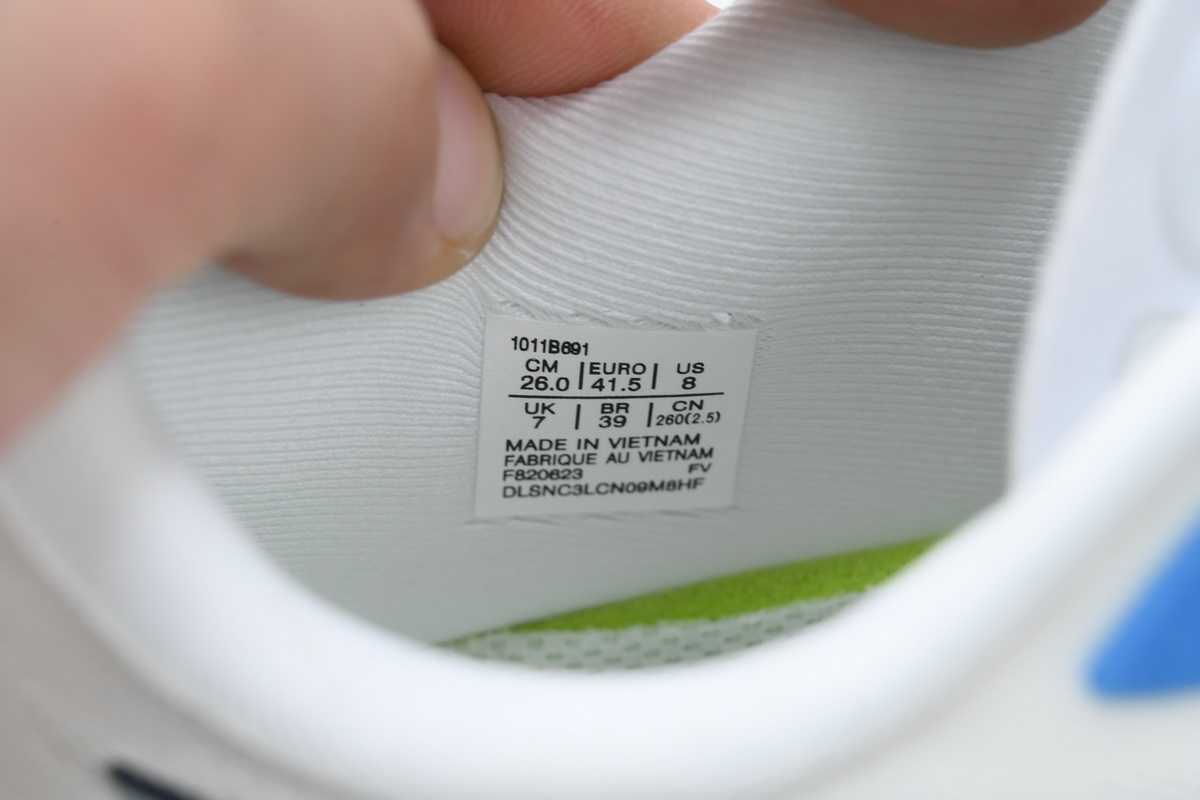 1011B691
CM | EURO | US
26.0 | 41.5 | 8
UK | BR | CN
7 | 39 | 260(2.5)
MADE IN VIETNAM
FABRIQUE AU VIETNAM
F820623 FV
DLSNC3LCN09M8HF